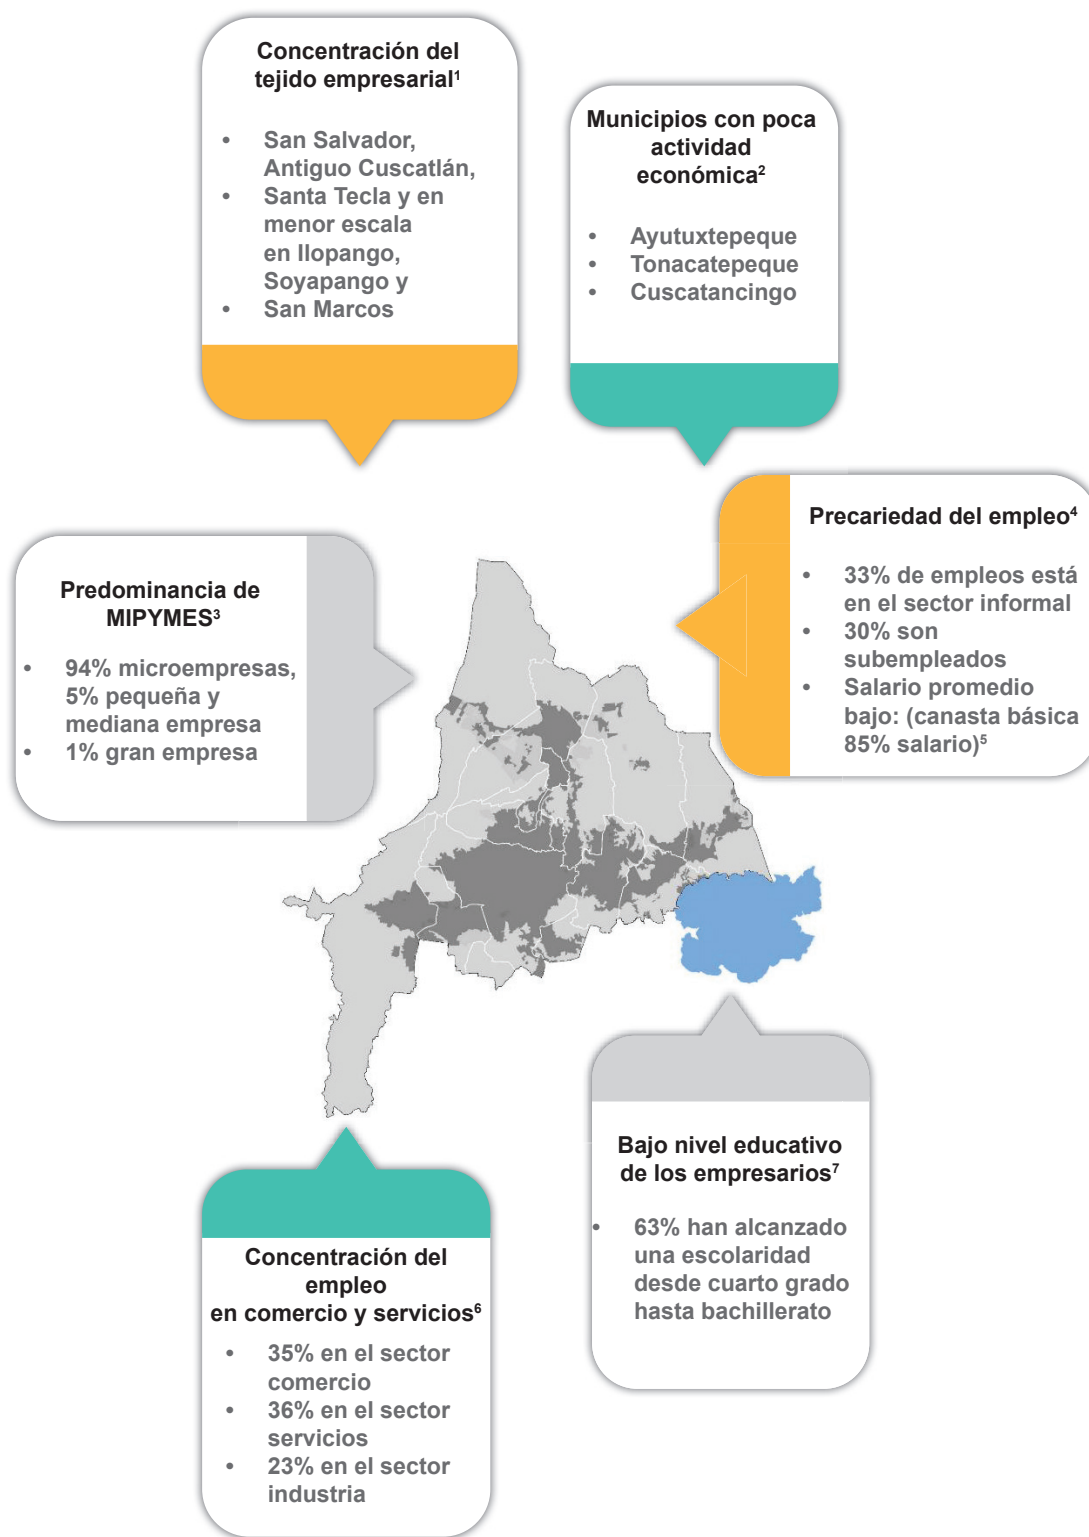 Concentración del
tejido empresarial¹
• San Salvador,
Antiguo Cuscatlán,
• Santa Tecla y en
menor escala
en Ilopango,
Soyapango y
• San Marcos
Municipios con poca
actividad
económica²
• Ayutuxtepeque
• Tonacatepeque
• Cuscatancingo
Predominancia de
MIPYMES³
• 94% microempresas,
5% pequeña y
mediana empresa
• 1% gran empresa
Precariedad del empleo⁴
• 33% de empleos está
en el sector informal
• 30% son
subempleados
• Salario promedio
bajo: (canasta básica
85% salario)⁵
Concentración del
empleo
en comercio y servicios⁶
• 35% en el sector
comercio
• 36% en el sector
servicios
• 23% en el sector
industria
Bajo nivel educativo
de los empresarios⁷
• 63% han alcanzado
una escolaridad
desde cuarto grado
hasta bachillerato